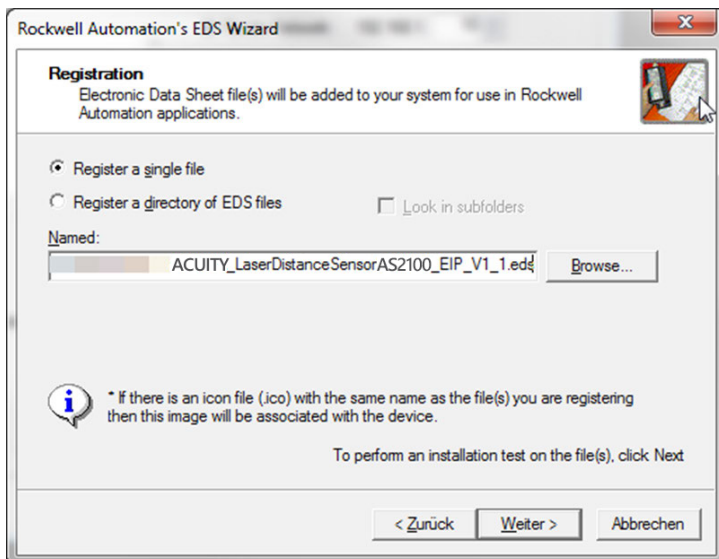 Rockwell Automation's EDS Wizard
Registration
Electronic Data Sheet file(s) will be added to your system for use in Rockwell
Automation applications.
Register a single file
Register a directory of EDS files
Look in subfolders
Named:
ACUITY_LaserDistanceSensorAS2100_EIP_V1_1.eds
Browse...
* If there is an icon file (.ico) with the same name as the file(s) you are registering
then this image will be associated with the device.
To perform an installation test on the file(s), click Next
< Zurück
Weiter >
Abbrechen